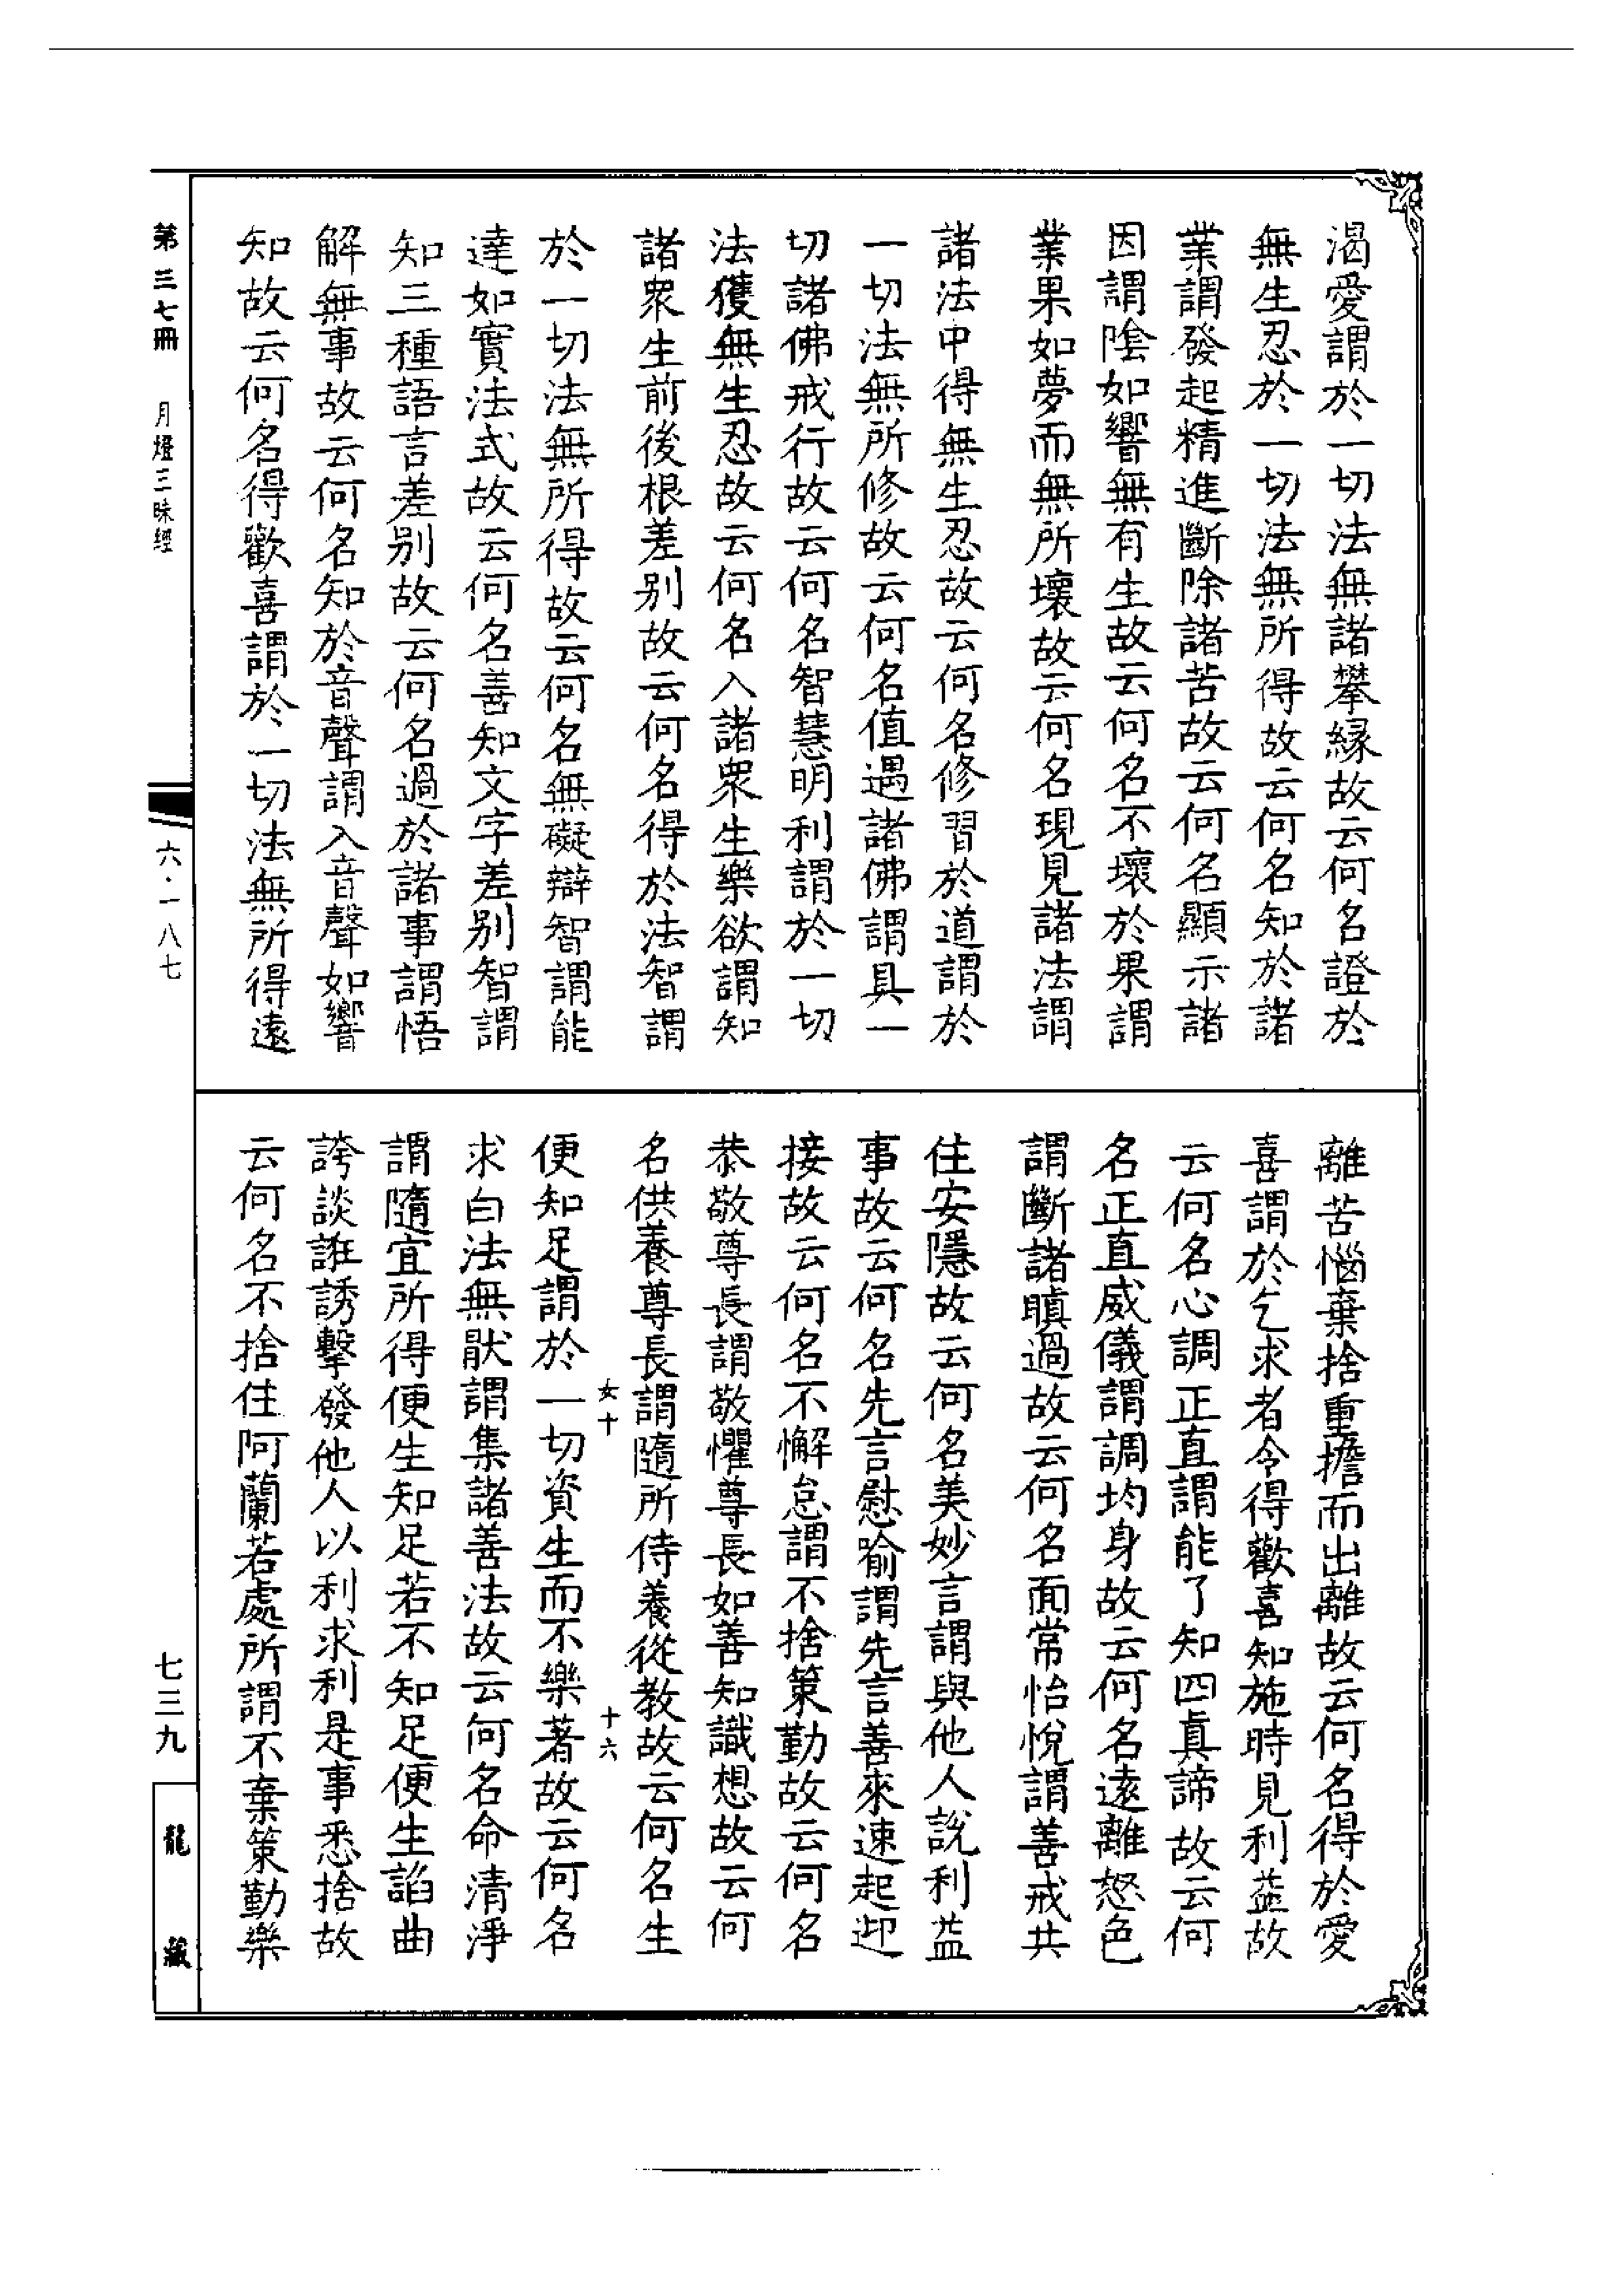 渴愛謂於一切法無諸攀緣故云何名證於
無生忍於一切法無所得故云何名知於諸
業謂發起精進斷除諸苦故云何名顯示諸
因謂陰如響無有生故云何名不壞於果謂
業果如夢而無所壞故云何名現見諸法謂
諸法中得無生忍故云何名修習於道謂於
一切法無所修故云何名值遇諸佛謂具一
切諸佛戒行故云何名智慧明利謂於一切
法獲無生忍故云何名入諸眾生樂欲謂知
諸眾生前後根差別故云何名得於法智謂
於一切法無所得故云何名無礙辯智謂能
達如實法式故云何名善知文字差別智謂
知三種語言差別故云何名過於諸事謂悟
解無事故云何名知於音聲謂入音聲如響
知故云何名得歡喜謂於一切法無所得遠
離苦惱棄捨重擔而出離故云何名得於愛
喜謂於乞求者令得歡喜知施時見利益故
云何名心調正直謂能了知四真諦故云何
名正直威儀謂調均身故云何名遠離怒色
謂斷諸瞋過故云何名面常怡悅謂善戒共
住安隱故云何名美妙言謂與他人說利益
事故云何名先言慰喻謂先言善來速起迎
接故云何名不懈怠謂不捨策勤故云何名
恭敬尊長謂敬懼尊長如善知識想故云何
名供養尊長謂隨所侍養從教故云何名生
女十
十六
便知足謂於一切資生而不樂著故云何名
求白法無猒謂集諸善法故云何名命清淨
謂隨宜所得便生知足若不知足便生諂曲
誇談誑誘擊發他人以利求利是事悉捨故
云何名不捨住阿蘭若處所謂不棄策勤樂
第三七冊
月燈三昧經
六·一八七
七三九
龍藏